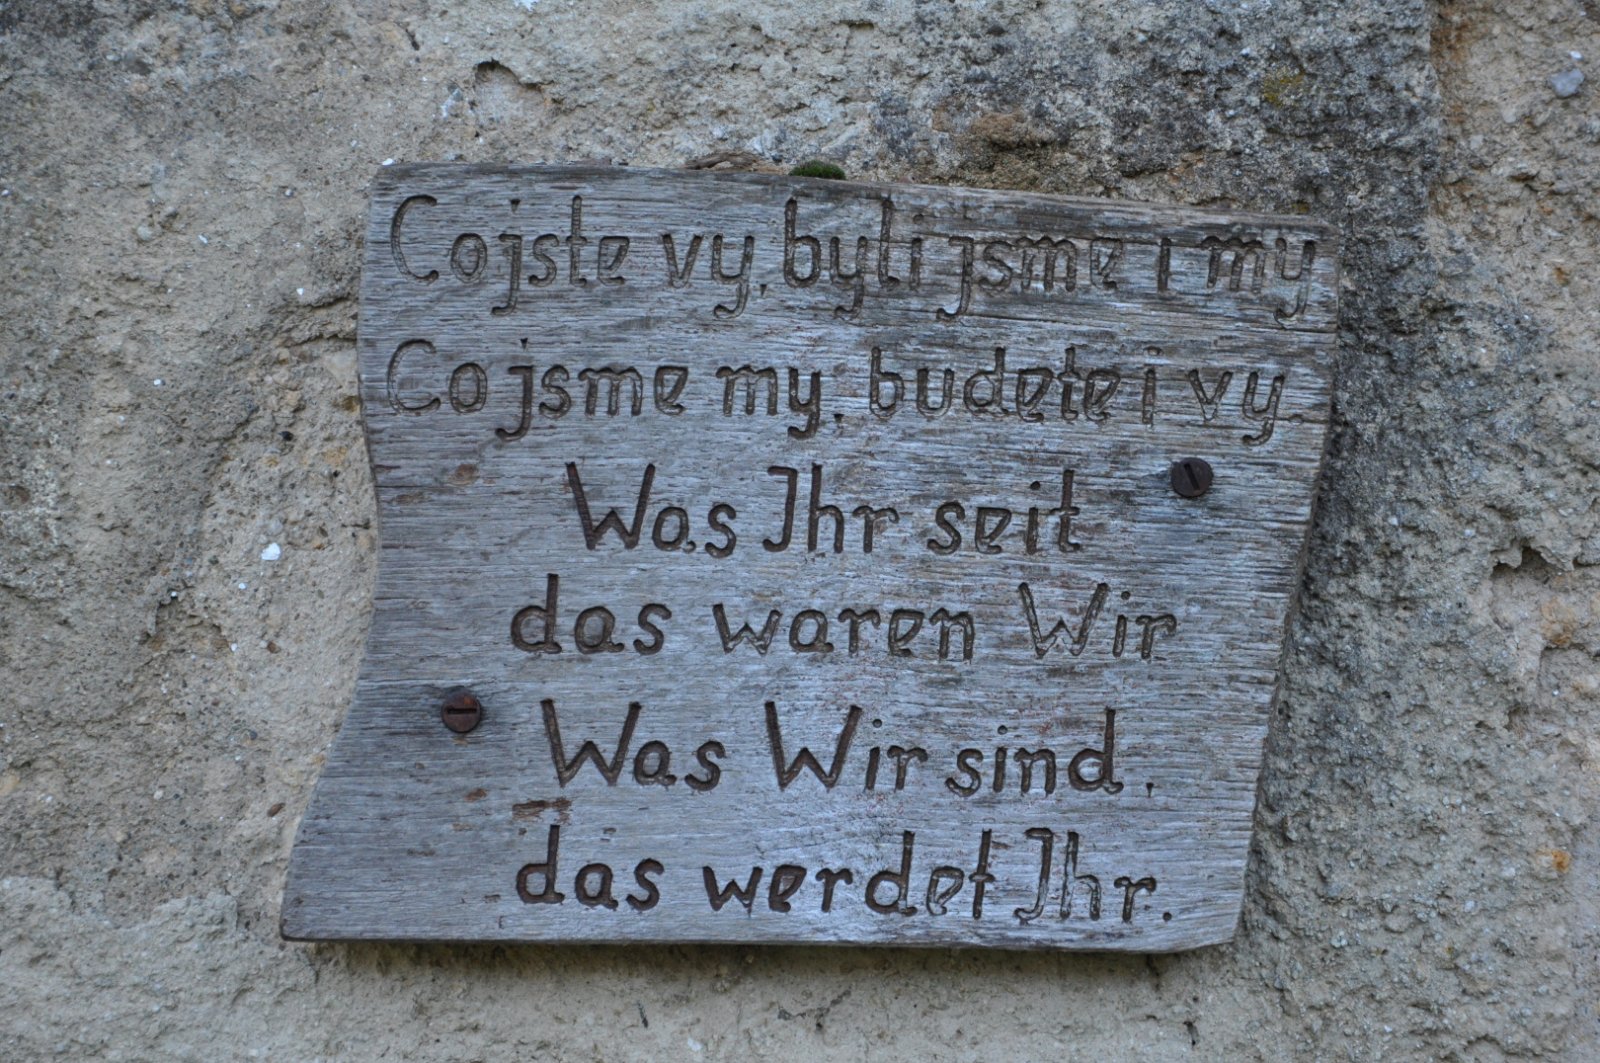 Co jste vy, byli jsme i my
Co jsme my, budete i vy.
Was Ihr seit
das waren Wir
Was Wir sind,
das werdet Ihr.